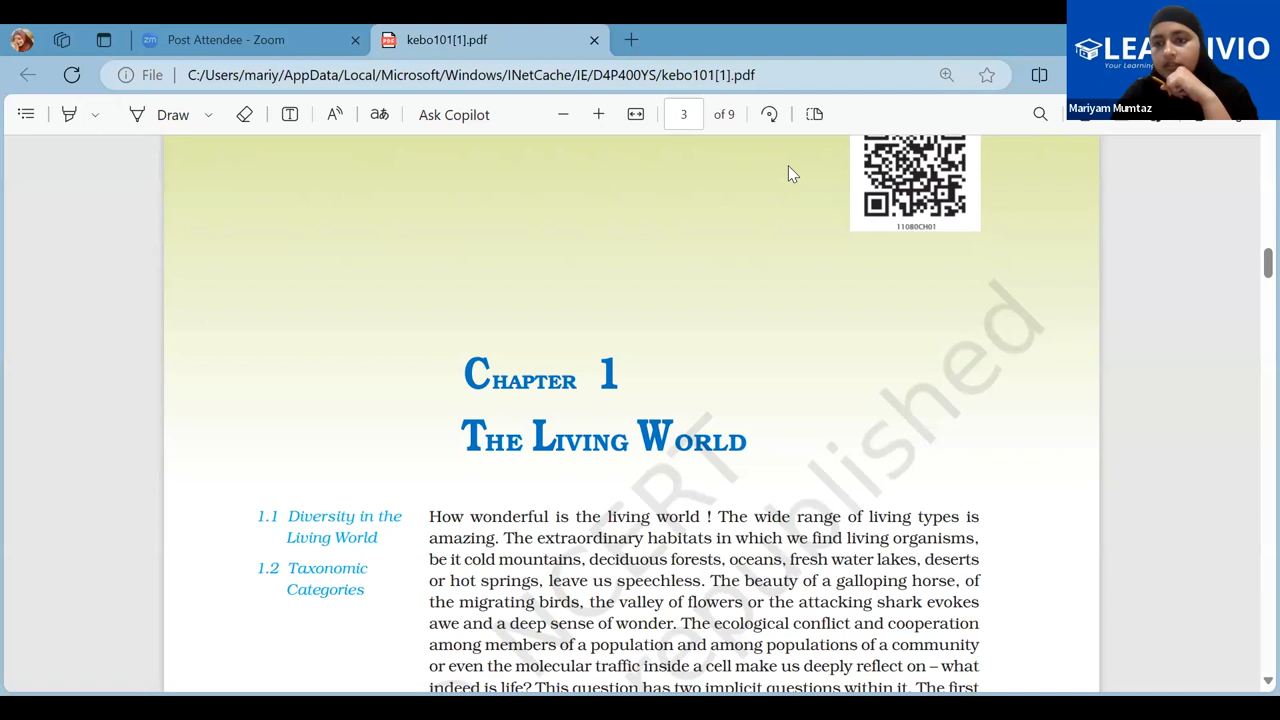 Post Attendee - Zoom
kebo101[1].pdf
File
C:/Users/mariy/AppData/Local/Microsoft/Windows/INetCache/IE/D4P400YS/kebo101[1].pdf
Mariyam Mumtaz
Draw
Ask Copilot
3 of 9
11080CH01
CHAPTER 1
THE LIVING WORLD
1.1 Diversity in the
Living World
1.2 Taxonomic
Categories
How wonderful is the living world ! The wide range of living types is
amazing. The extraordinary habitats in which we find living organisms,
be it cold mountains, deciduous forests, oceans, fresh water lakes, deserts
or hot springs, leave us speechless. The beauty of a galloping horse, of
the migrating birds, the valley of flowers or the attacking shark evokes
awe and a deep sense of wonder. The ecological conflict and cooperation
among members of a population and among populations of a community
or even the molecular traffic inside a cell make us deeply reflect on – what
indeed is life? This question has two implicit questions within it. The first
NCERT
republished